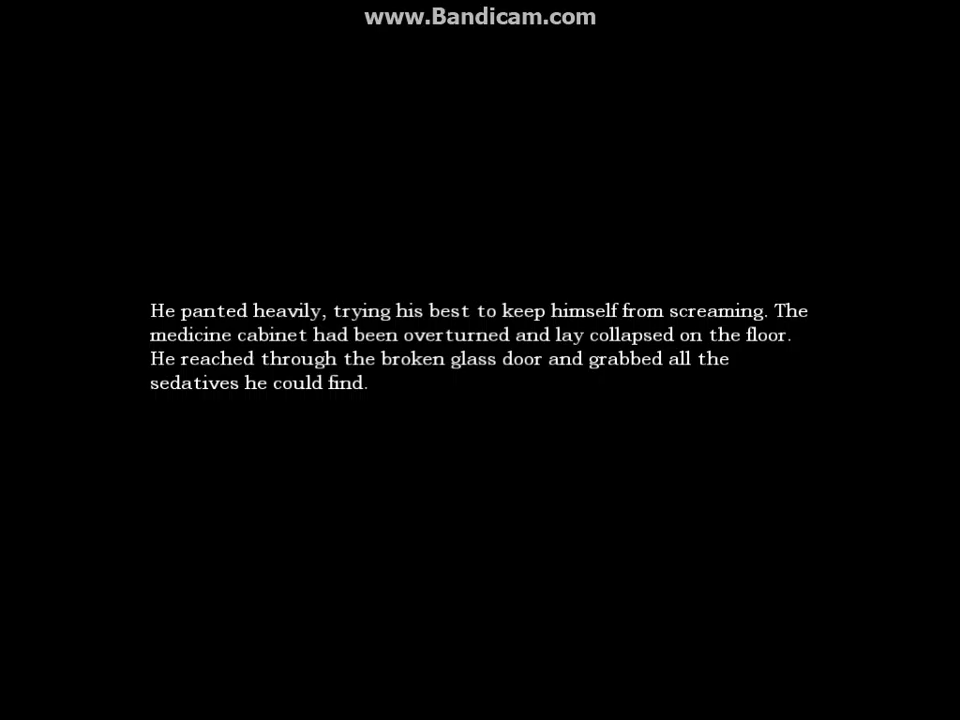 www.Bandicam.com
He panted heavily, trying his best to keep himself from screaming. The
medicine cabinet had been overturned and lay collapsed on the floor.
He reached through the broken glass door and grabbed all the
sedatives he could find.